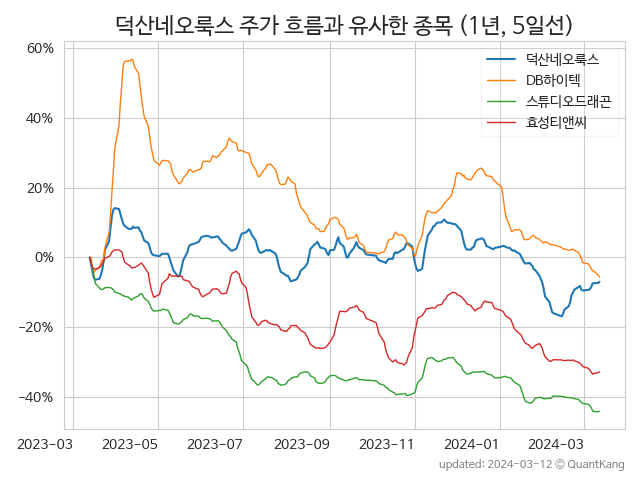 덕산네오룩스 주가 흐름과 유사한 종목 (1년, 5일선)
60%
40%
20%
0%
−20%
−40%
덕산네오룩스
DB하이텍
스튜디오드래곤
효성티앤씨
2023-03 2023-05 2023-07 2023-09 2023-11 2024-01 2024-03
updated: 2024-03-12 © QuantKang